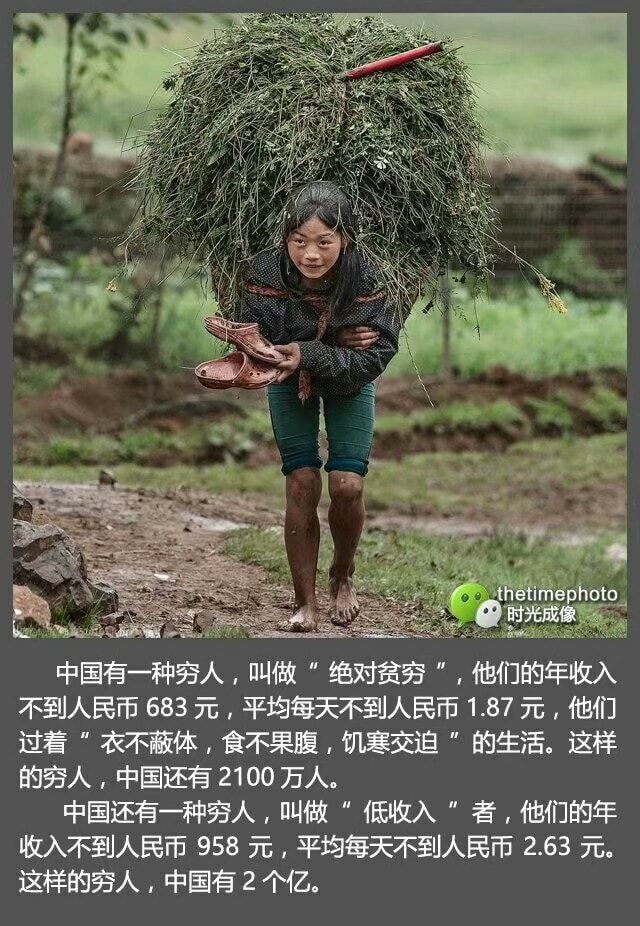 thetimephoto
时光成像
中国有一种穷人，叫做“ 绝对贫穷 ”，他们的年收入
不到人民币 683 元，平均每天不到人民币 1.87 元，他们
过着“ 衣不蔽体，食不果腹，饥寒交迫 ”的生活。这样
的穷人，中国还有 2100 万人。
中国还有一种穷人，叫做“ 低收入 ”者，他们的年
收入不到人民币 958 元，平均每天不到人民币 2.63 元。
这样的穷人，中国有 2 个亿。